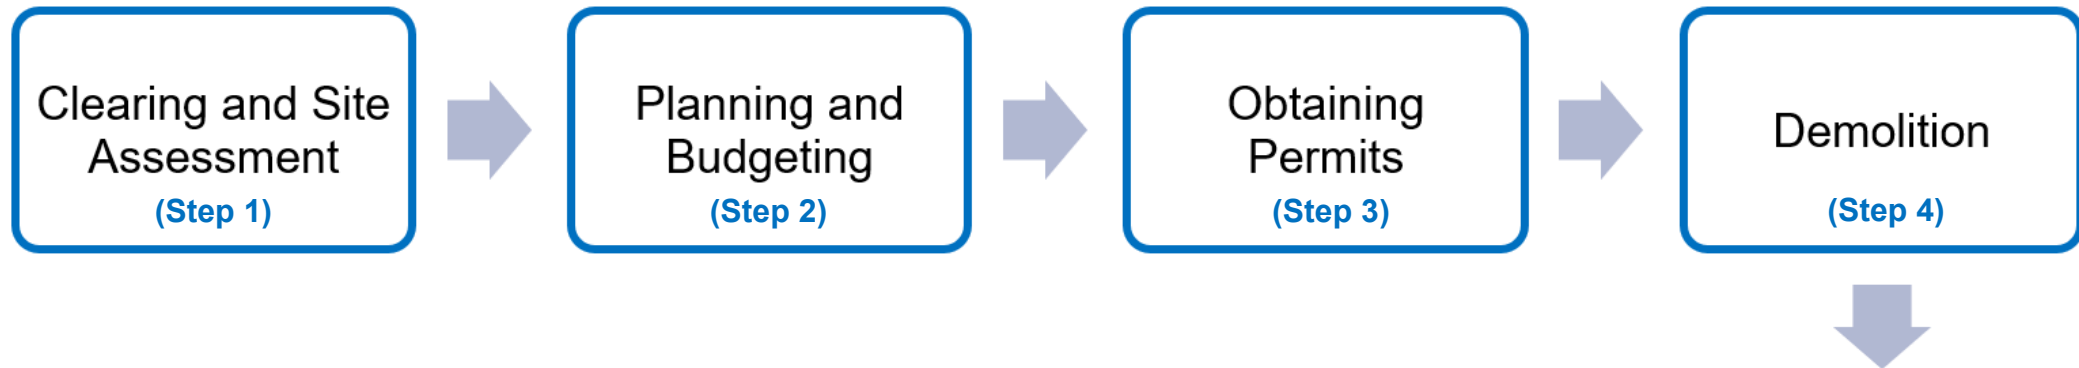 Clearing and Site
Assessment
(Step 1)
Planning and
Budgeting
(Step 2)
Obtaining
Permits
(Step 3)
Demolition
(Step 4)